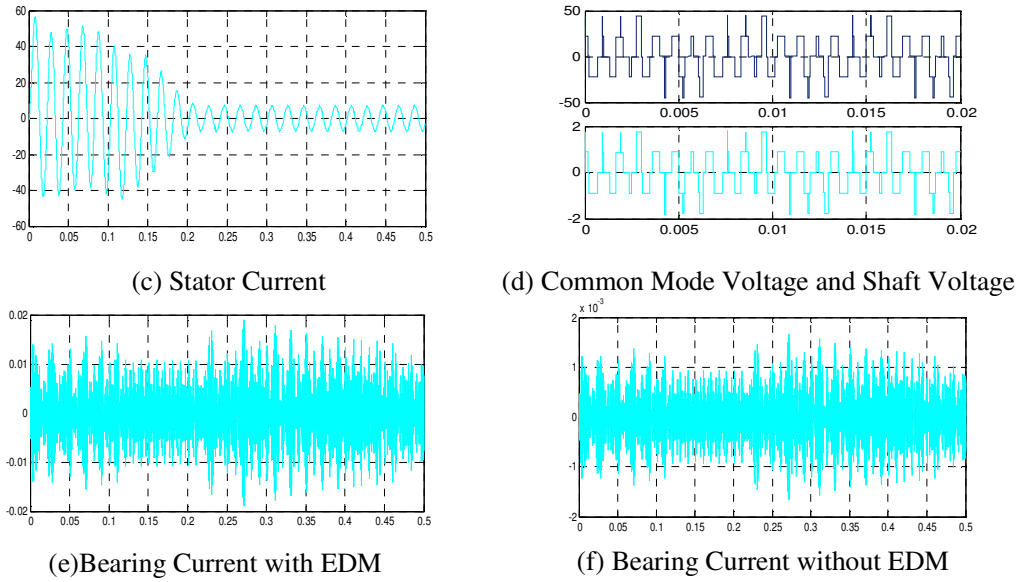 60
40
20
0
-20
-40
-60
0 0.05 0.1 0.15 0.2 0.25 0.3 0.35 0.4 0.45 0.5
(c) Stator Current
50
0
-50
0 0.005 0.01 0.015 0.02
2
0
-2
0 0.005 0.01 0.015 0.02
(d) Common Mode Voltage and Shaft Voltage
0.02
0.01
0
-0.01
-0.02
0 0.05 0.1 0.15 0.2 0.25 0.3 0.35 0.4 0.45 0.5
(e)Bearing Current with EDM
2 x 10⁻³
1
0
-1
-2
0 0.05 0.1 0.15 0.2 0.25 0.3 0.35 0.4 0.45 0.5
(f) Bearing Current without EDM